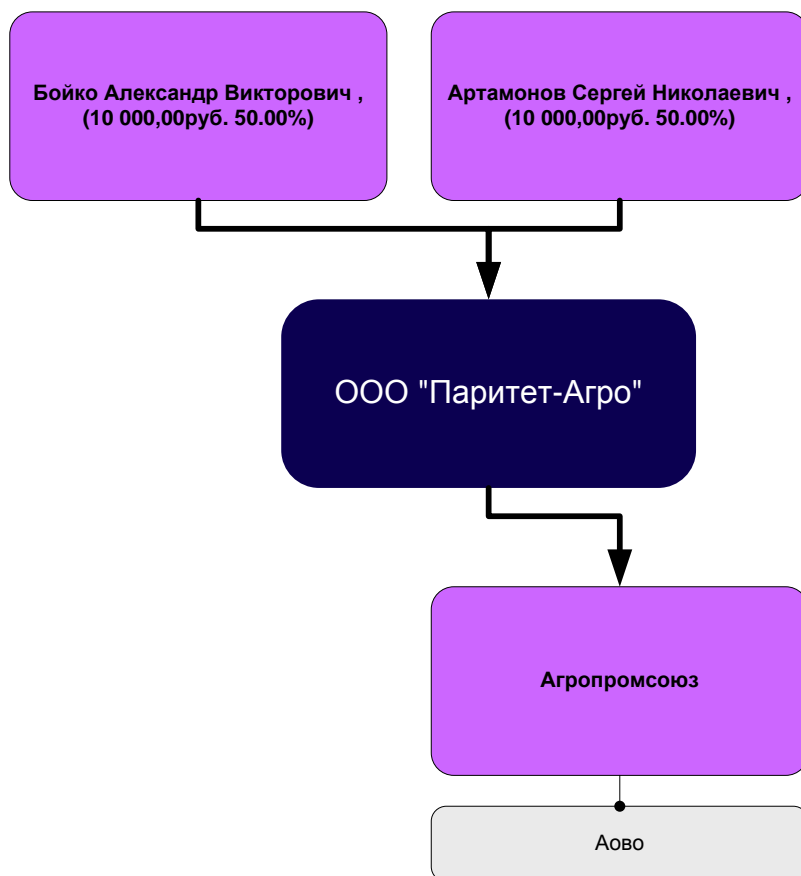 Бойко Александр Викторович ,
(10 000,00руб. 50.00%)
Артамонов Сергей Николаевич ,
(10 000,00руб. 50.00%)
ООО "Паритет-Агро"
Агропромсоюз
Аово